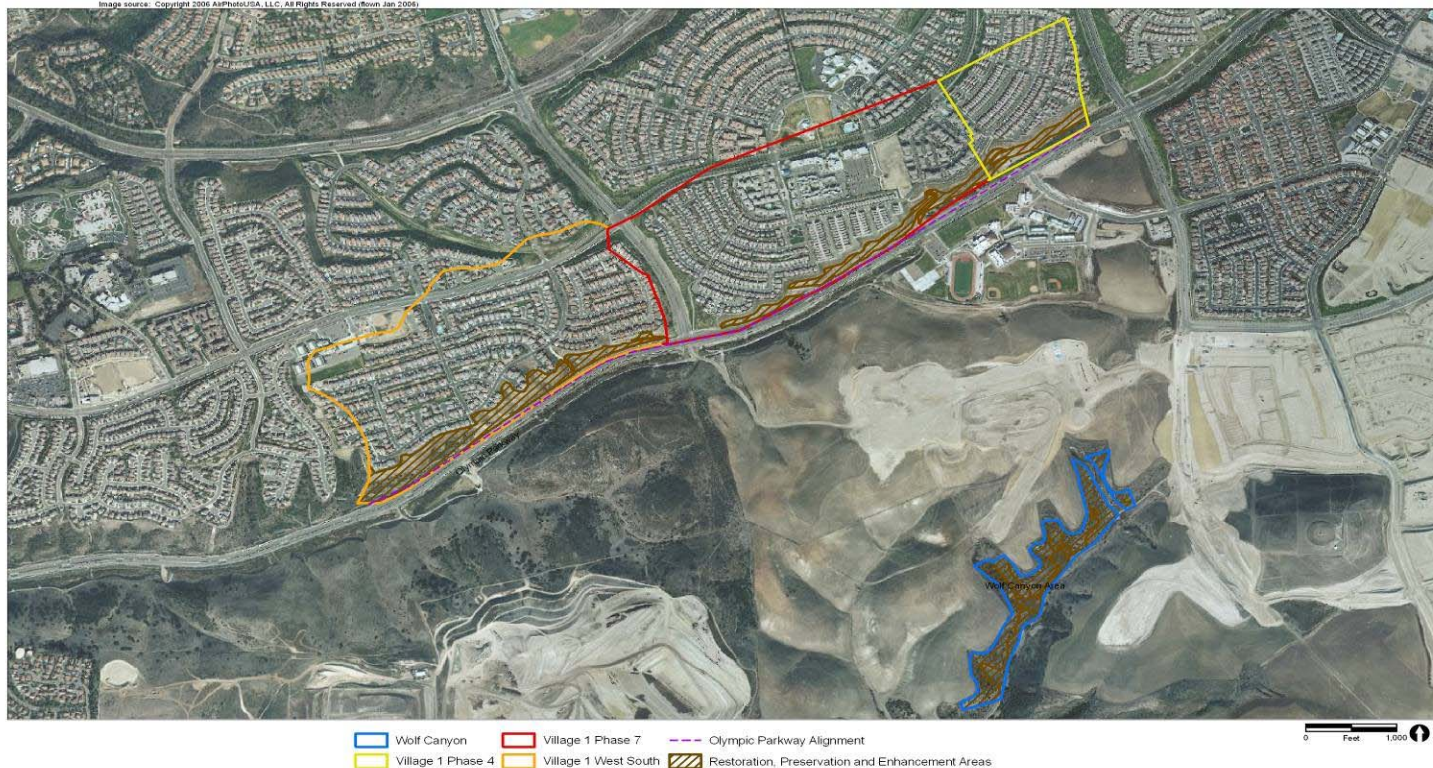 Image source: Copyright 2006 AirPhotoUSA, LLC, All Rights Reserved (flown Jan 2006)
Olympic Parkway
Wolf Canyon Area
Wolf Canyon
Village 1 Phase 7
Olympic Parkway Alignment
Village 1 Phase 4
Village 1 West South
Restoration, Preservation and Enhancement Areas
0 Feet 1,000